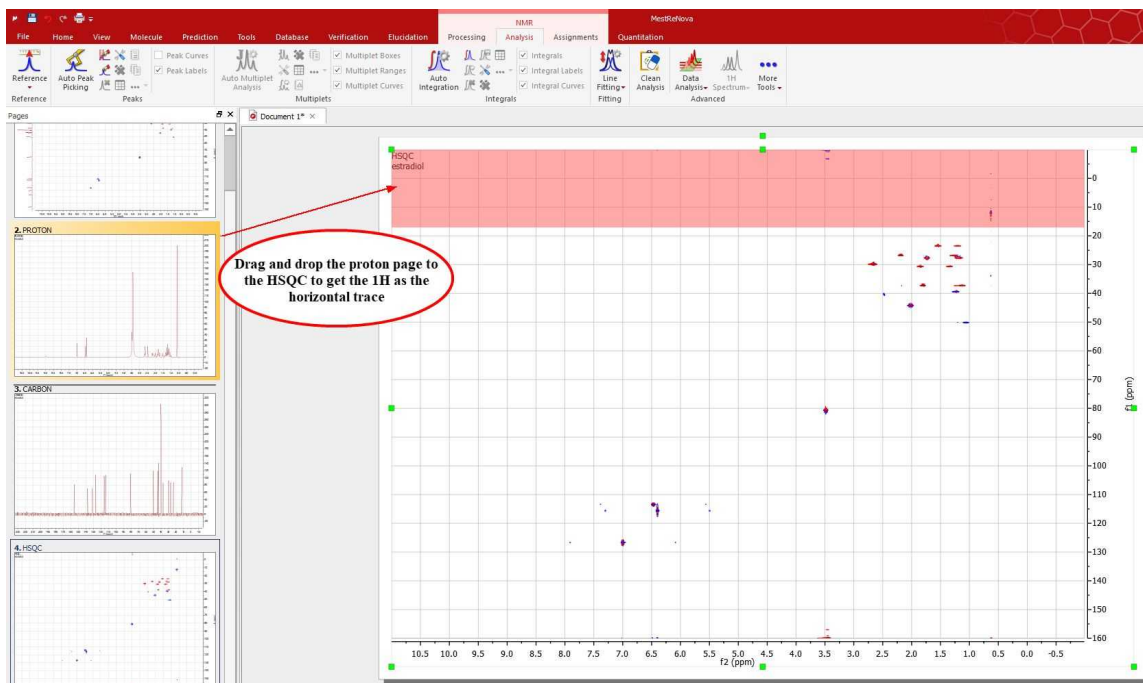 NMR
MestReNova
File Home View Molecule Prediction Tools Database Verification Elucidation Processing Analysis Assignments Quantitation
Reference
Auto Peak Picking
Peak Curves
Peak Labels
Auto Multiplet Analysis
Multiplet Boxes
Multiplet Ranges
Multiplet Curves
Auto Integration
Integrals
Integral Labels
Integral Curves
Line Fitting
Clean Analysis
Data Analysis
1H Spectrum
More Tools
Reference Peaks Multiplets Integrals Fitting Advanced
Pages
Document 1*
HSQC
estradiol
2. PROTON
Drag and drop the proton page to
the HSQC to get the 1H as the
horizontal trace
3. CARBON
4. HSQC
0
10
20
30
40
50
60
70
80
90
100
110
120
130
140
150
160
f1 (ppm)
10.5 10.0 9.5 9.0 8.5 8.0 7.5 7.0 6.5 6.0 5.5 5.0 4.5 4.0 3.5 3.0 2.5 2.0 1.5 1.0 0.5 0.0 -0.5
f2 (ppm)